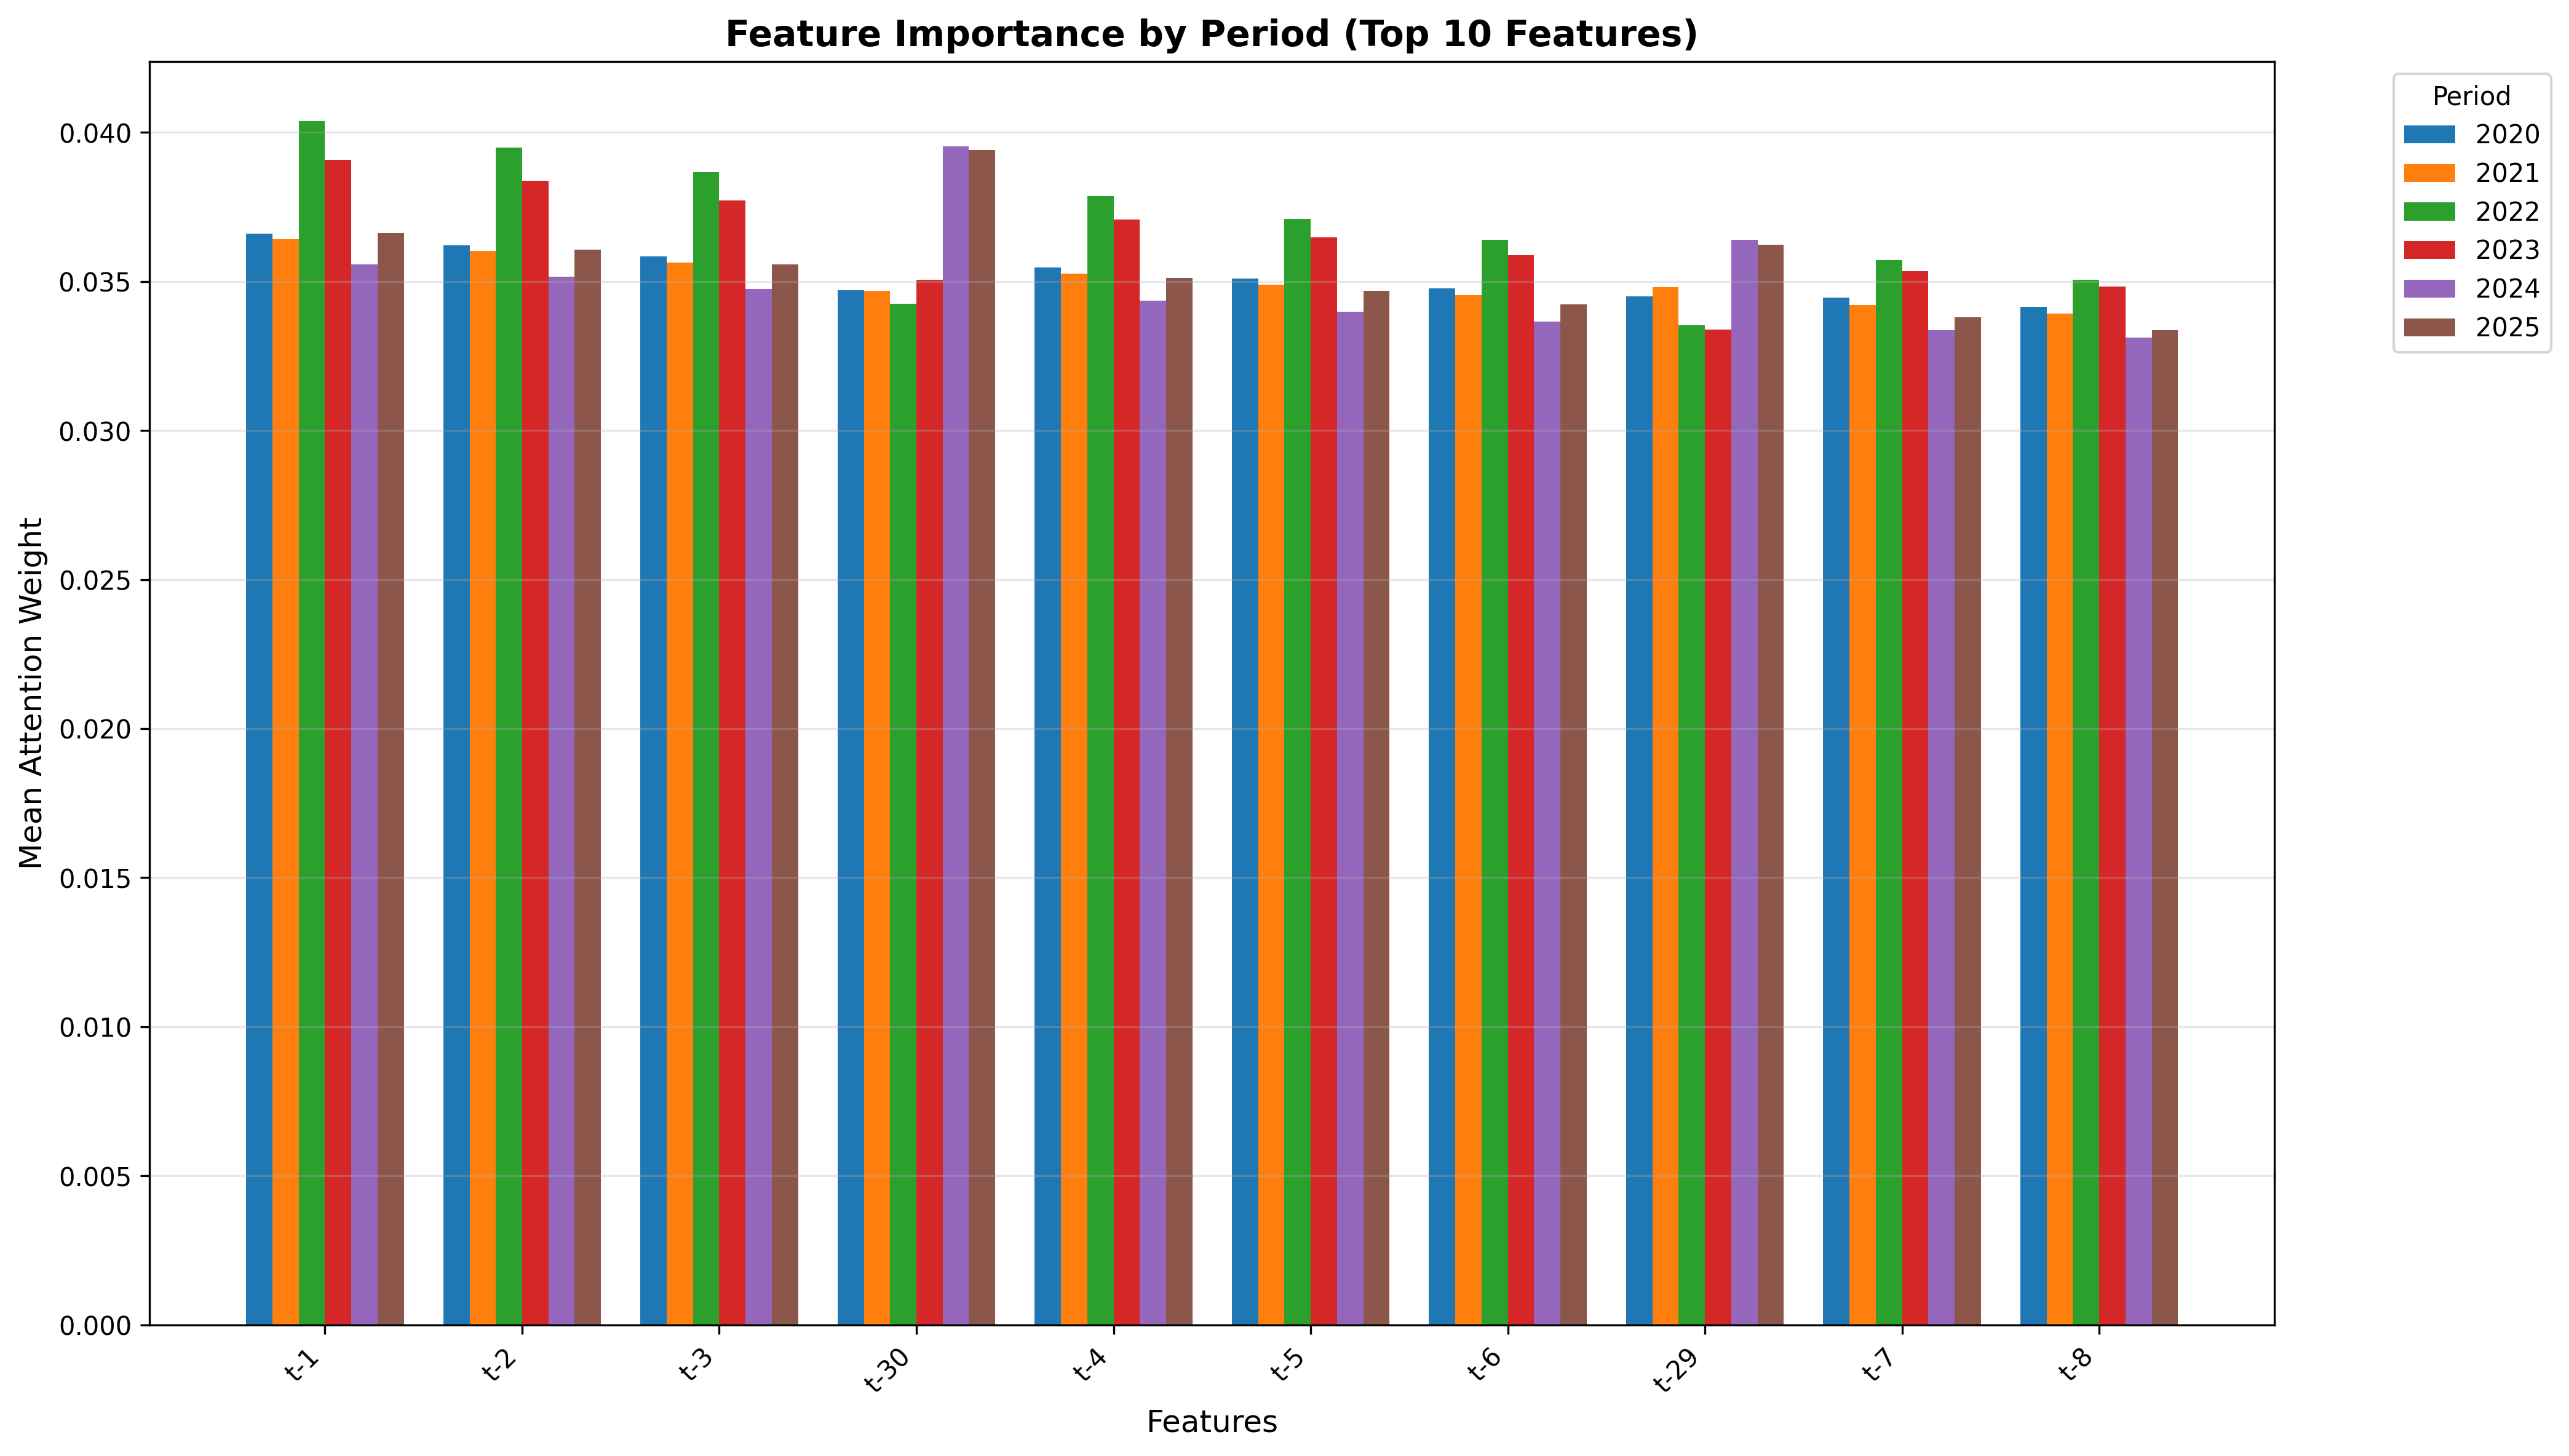 Feature Importance by Period (Top 10 Features)
Period
2020
2021
2022
2023
2024
2025
Mean Attention Weight
0.040
0.035
0.030
0.025
0.020
0.015
0.010
0.005
0.000
t-1
t-2
t-3
t-30
t-4
t-5
t-6
t-29
t-7
t-8
Features